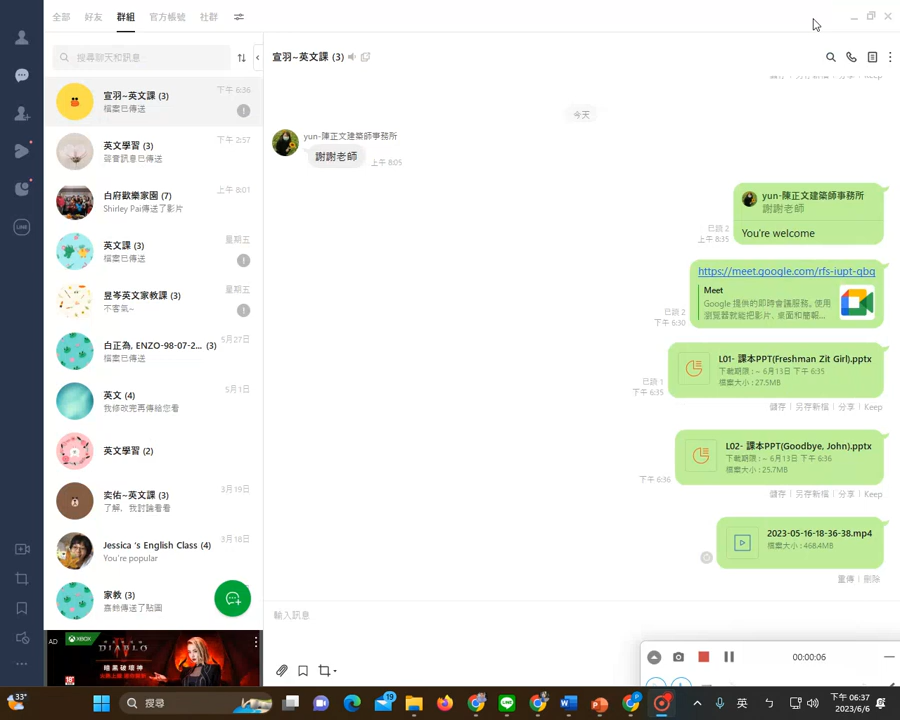 全部 好友 群組 官方帳號 社群
搜尋聊天和訊息
宣羽~英文課 (3)
下午 6:36
檔案已傳送
英文學習 (3)
下午 2:57
語音訊息已傳送
白府歡樂家園 (7)
上午 8:01
Shirley Pai傳送了影片
英文課 (3)
星期五
檔案已傳送
昱岑英文家教課 (3)
星期五
不客氣~
白正為, ENZO-98-07-2... (3)
5月27日
檔案已傳送
英文 (4)
5月1日
我修改完再傳給您看
英文學習 (2)
奕佑~英文課 (3)
3月19日
了解，我討論看看
Jessica 's English Class (4)
3月18日
You're popular
家教 (3)
嘉鈴傳送了貼圖
LINE
AD
XBOX
DIABLO
暗黑破壞神
宣羽~英文課 (3)
儲存 | 另存新檔 | 分享 | Keep
今天
yun-陳正文建築師事務所
謝謝老師
上午 8:05
yun-陳正文建築師事務所
謝謝老師
You're welcome
已讀 2
上午 8:35
https://meet.google.com/rfs-iupt-qbq
Meet
Google 提供的即時會議服務。使用
瀏覽器就能把影片、桌面和簡報...
已讀 2
下午 6:30
L01- 課本PPT(Freshman Zit Girl).pptx
下載期限 : ~ 6月13日 下午 6:35
檔案大小 : 27.5MB
已讀 1
下午 6:35
儲存 | 另存新檔 | 分享 | Keep
L02- 課本PPT(Goodbye, John).pptx
下載期限 : ~ 6月13日 下午 6:36
檔案大小 : 25.7MB
下午 6:36
儲存 | 另存新檔 | 分享 | Keep
2023-05-16-18-36-38.mp4
檔案大小 : 468.4MB
重傳 | 刪除
輸入訊息
00:00:06
33°
搜尋
19
英
下午 06:37
2023/6/6